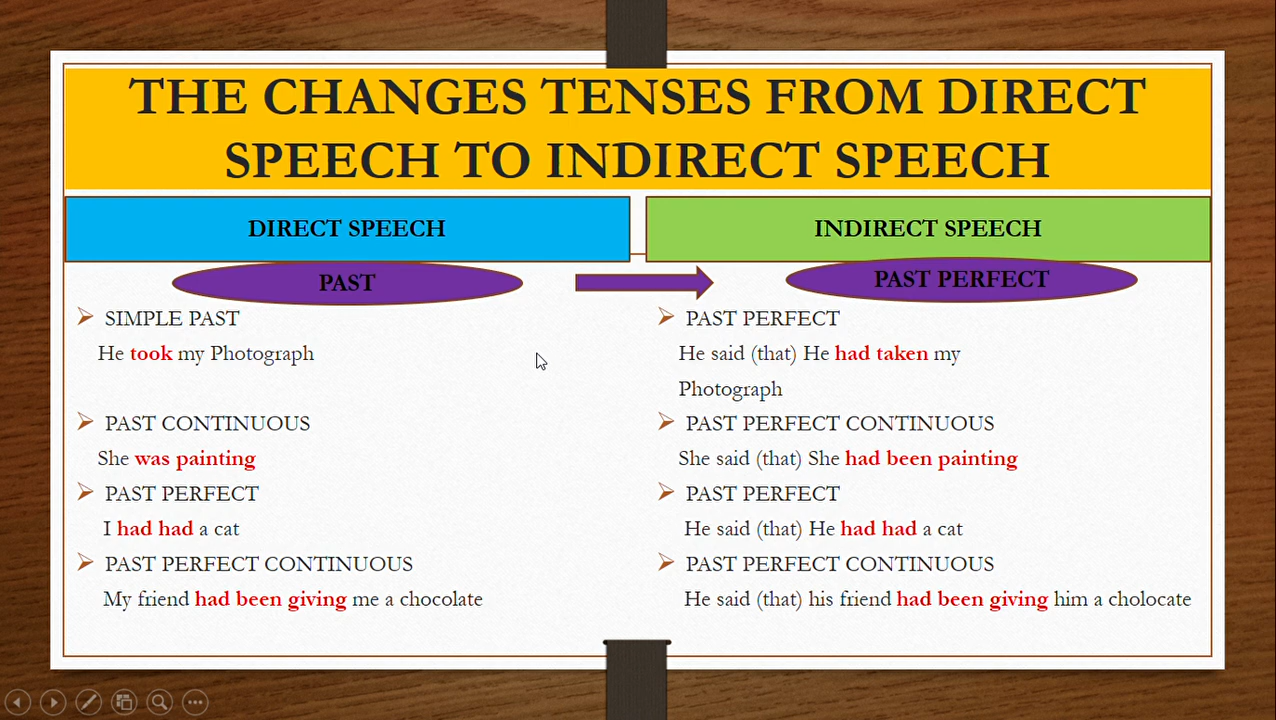 THE CHANGES TENSES FROM DIRECT
SPEECH TO INDIRECT SPEECH
DIRECT SPEECH
INDIRECT SPEECH
PAST
PAST PERFECT
SIMPLE PAST
He took my Photograph
PAST CONTINUOUS
She was painting
PAST PERFECT
I had had a cat
PAST PERFECT CONTINUOUS
My friend had been giving me a chocolate
PAST PERFECT
He said (that) He had taken my
Photograph
PAST PERFECT CONTINUOUS
She said (that) She had been painting
PAST PERFECT
He said (that) He had had a cat
PAST PERFECT CONTINUOUS
He said (that) his friend had been giving him a cholocate